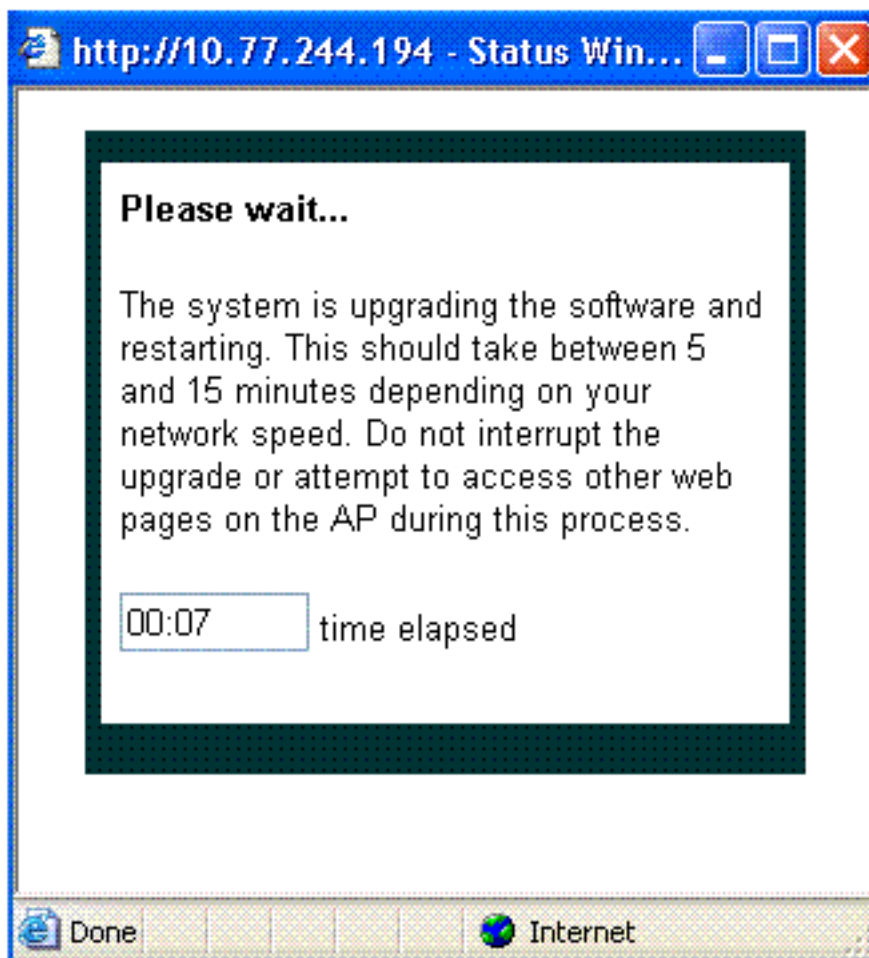 http://10.77.244.194 - Status Win...
Please wait...
The system is upgrading the software and
restarting. This should take between 5
and 15 minutes depending on your
network speed. Do not interrupt the
upgrade or attempt to access other web
pages on the AP during this process.
00:07 time elapsed
Done Internet